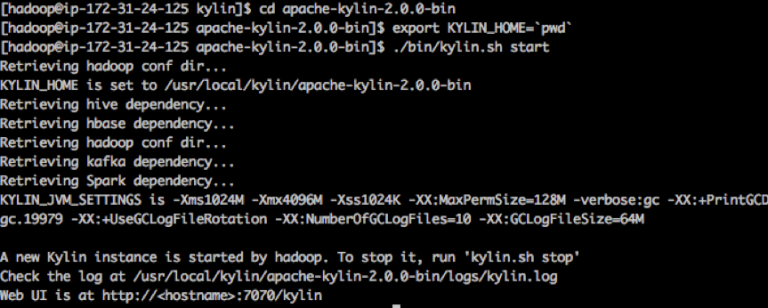 [hadoop@ip-172-31-24-125 kylin]$ cd apache-kylin-2.0.0-bin
[hadoop@ip-172-31-24-125 apache-kylin-2.0.0-bin]$ export KYLIN_HOME=`pwd`
[hadoop@ip-172-31-24-125 apache-kylin-2.0.0-bin]$ ./bin/kylin.sh start
Retrieving hadoop conf dir...
KYLIN_HOME is set to /usr/local/kylin/apache-kylin-2.0.0-bin
Retrieving hive dependency...
Retrieving hbase dependency...
Retrieving hadoop conf dir...
Retrieving kafka dependency...
Retrieving Spark dependency...
KYLIN_JVM_SETTINGS is -Xms1024M -Xmx4096M -Xss1024K -XX:MaxPermSize=128M -verbose:gc -XX:+PrintGCD
gc.19979 -XX:+UseGCLogFileRotation -XX:NumberOfGCLogFiles=10 -XX:GCLogFileSize=64M
A new Kylin instance is started by hadoop. To stop it, run 'kylin.sh stop'
Check the log at /usr/local/kylin/apache-kylin-2.0.0-bin/logs/kylin.log
Web UI is at http://<hostname>:7070/kylin